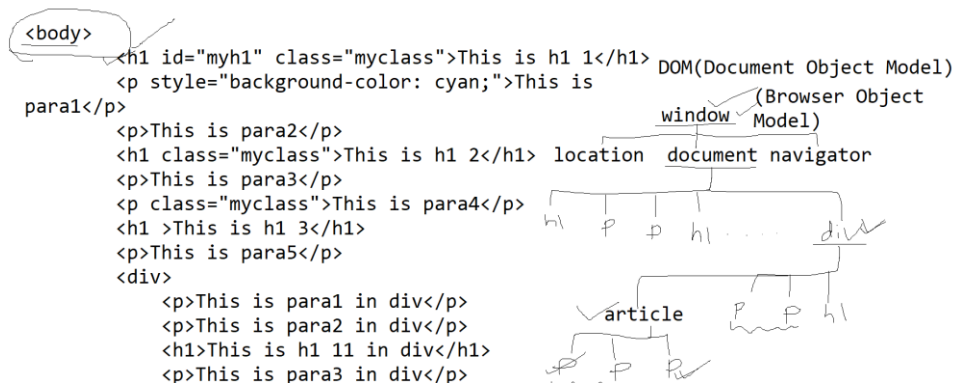 <body>
<h1 id="myh1" class="myclass">This is h1 1</h1>
<p style="background-color: cyan;">This is
para1</p>
<p>This is para2</p>
<h1 class="myclass">This is h1 2</h1>
<p>This is para3</p>
<p class="myclass">This is para4</p>
<h1 >This is h1 3</h1>
<p>This is para5</p>
<div>
<p>This is para1 in div</p>
<p>This is para2 in div</p>
<h1>This is h1 11 in div</h1>
<p>This is para3 in div</p>
DOM(Document Object Model)
(Browser Object
window Model)
location document navigator
h1 p p h1 ..... div
article p p h1
p p p